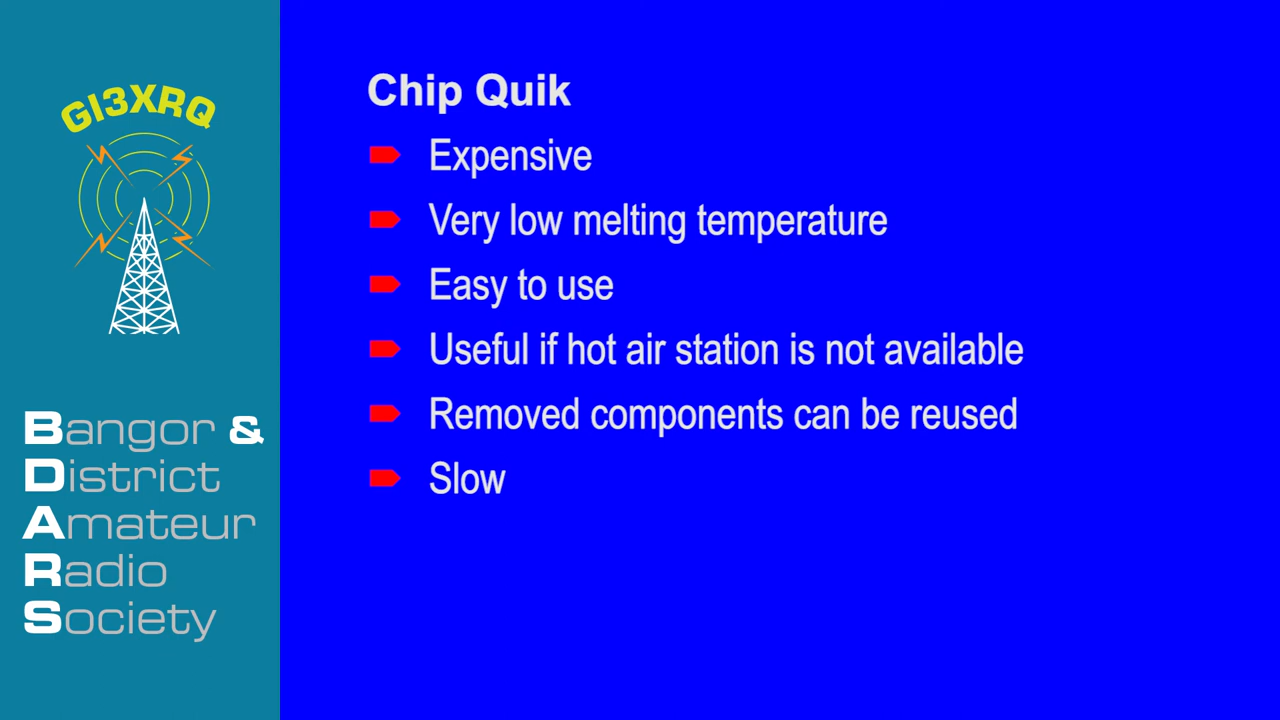 GI3XRQ
Bangor &
District
Amateur
Radio
Society
Chip Quik
Expensive
Very low melting temperature
Easy to use
Useful if hot air station is not available
Removed components can be reused
Slow